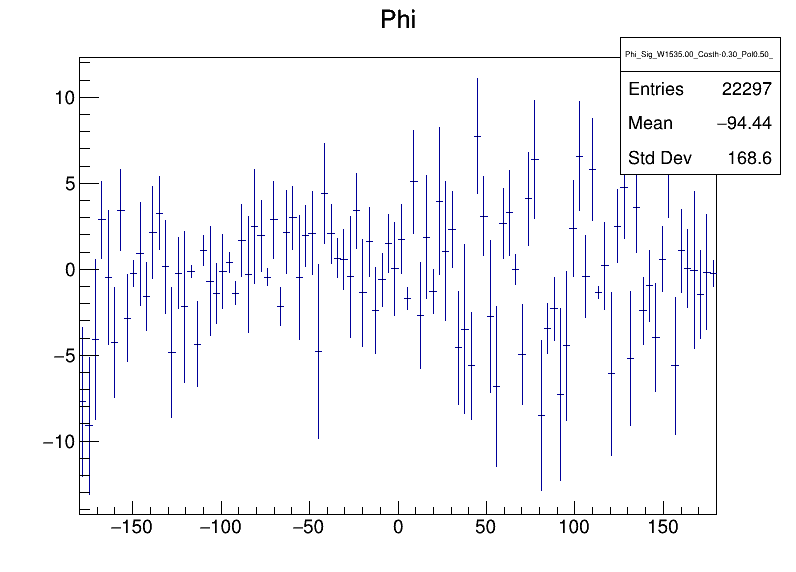 Phi
Phi_Sig_W1535.00_Costh-0.30_Pol0.50_
Entries 22297
Mean −94.44
Std Dev 168.6
10
5
0
−5
−10
−150 −100 −50 0 50 100 150